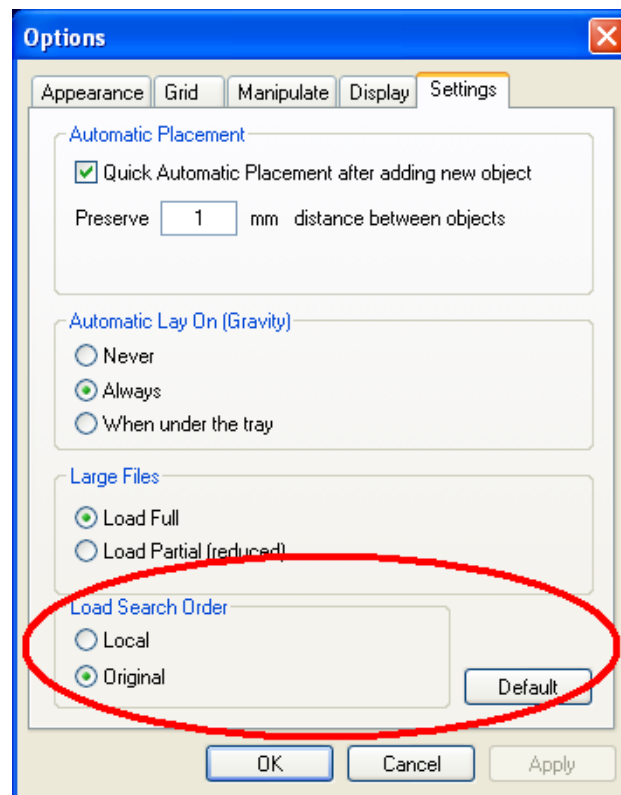 Options
Appearance Grid Manipulate Display Settings
Automatic Placement
Quick Automatic Placement after adding new object
Preserve 1 mm distance between objects
Automatic Lay On (Gravity)
Never
Always
When under the tray
Large Files
Load Full
Load Partial (reduced)
Load Search Order
Local
Original
Default
OK Cancel Apply